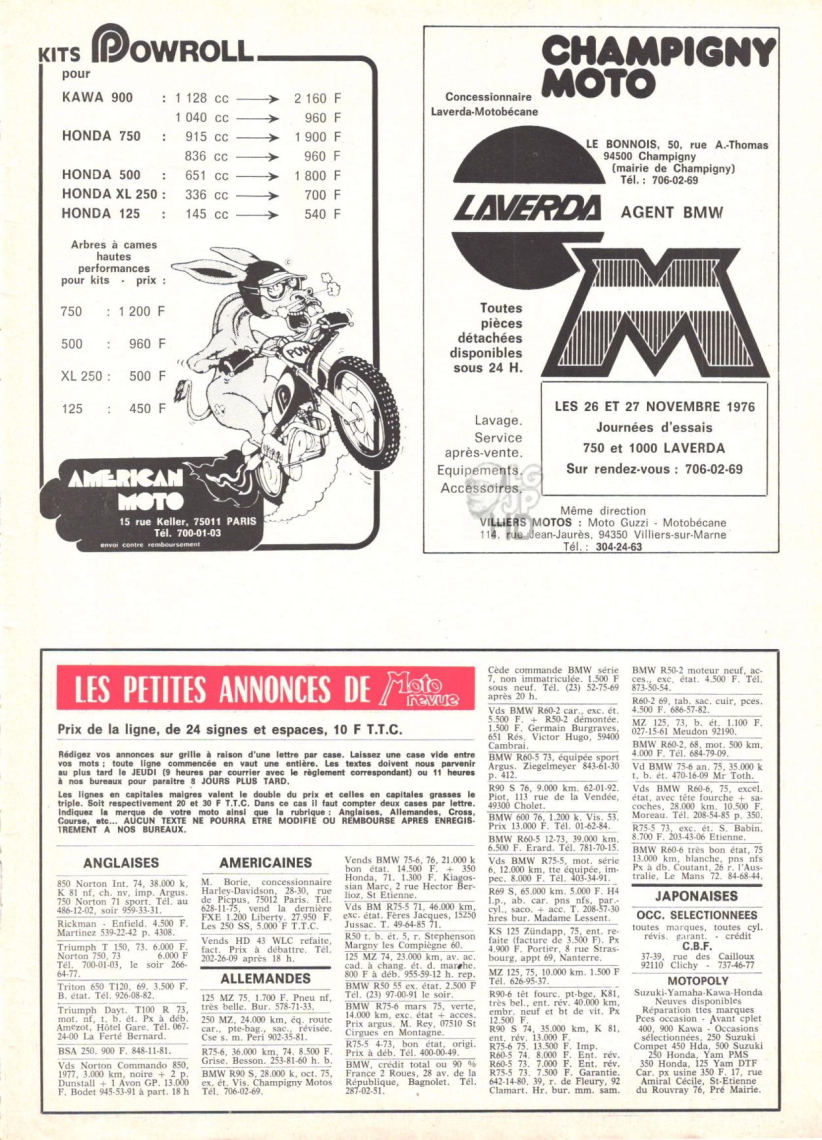 KITS POWROLL
pour
KAWA 900 : 1 128 cc → 2 160 F
1 040 cc → 960 F
HONDA 750 : 915 cc → 1 900 F
836 cc → 960 F
HONDA 500 : 651 cc → 1 800 F
HONDA XL 250 : 336 cc → 700 F
HONDA 125 : 145 cc → 540 F
Arbres à cames
hautes
performances
pour kits - prix :
750 : 1 200 F
500 : 960 F
XL 250 : 500 F
125 : 450 F
POW
AMERICAN
MOTO
15 rue Keller, 75011 PARIS
Tél. 700-01-03
envoi contre remboursement
CHAMPIGNY
MOTO
Concessionnaire
Laverda-Motobécane
LE BONNOIS, 50, rue A.-Thomas
94500 Champigny
(mairie de Champigny)
Tél. : 706-02-69
LAVERDA
AGENT BMW
Toutes
pièces
détachées
disponibles
sous 24 H.
LES 26 ET 27 NOVEMBRE 1976
Journées d'essais
750 et 1000 LAVERDA
Sur rendez-vous : 706-02-69
Lavage.
Service
après-vente.
Equipements.
Accessoires.
Même direction
VILLIERS MOTOS : Moto Guzzi - Motobécane
114, rue Jean-Jaurès, 94350 Villiers-sur-Marne
Tél. : 304-24-63
LES PETITES ANNONCES DE Moto revue
Prix de la ligne, de 24 signes et espaces, 10 F T.T.C.
Rédigez vos annonces sur grille à raison d'une lettre par case. Laissez une case vide entre
vos mots ; toute ligne commencée en vaut une entière. Les textes doivent nous parvenir
au plus tard le JEUDI (9 heures par courrier avec le règlement correspondant) ou 11 heures
à nos bureaux pour paraître 8 JOURS PLUS TARD.
Les lignes en capitales maigres valent le double du prix et celles en capitales grasses le
triple. Soit respectivement 20 et 30 F T.T.C. Dans ce cas il faut compter deux cases par lettre.
Indiquez la merque de votre moto ainsi que la rubrique : Anglaises, Allemandes, Cross,
Course, etc... AUCUN TEXTE NE POURRA ETRE MODIFIÉ OU REMBOURSE APRES ENREGIS-
TREMENT A NOS BUREAUX.
ANGLAISES
850 Norton Int. 74, 38.000 k,
K 81 nf, ch. nv, imp. Argus.
750 Norton 71 sport. Tél. au
486-12-02, soir 959-33-31.
Rickman - Enfield. 4.500 F.
Martinez 539-22-42 p. 4308.
Triumph T 150, 73. 6.000 F.
Norton 750, 73 6.000 F
Tél. 700-01-03, le soir 266-
64-77.
Triton 650 T120, 69. 3.500 F.
B. état. Tél. 926-08-82.
Triumph Dayt. T100 R 73,
mot. nf, t. b. ét. Px à déb.
Amezot, Hôtel Gare. Tél. 067-
24-00 La Ferté Bernard.
BSA 250. 900 F. 848-11-81.
Vds Norton Commando 850,
1977, 3.000 km, noire + 2 p.
Dunstall + 1 Avon GP. 13.000
F. Bodet 945-53-91 à part. 18 h
AMERICAINES
M. Borie, concessionnaire
Harley-Davidson, 28-30, rue
de Picpus, 75012 Paris. Tél.
628-11-75, vend la dernière
FXE 1.200 Liberty. 27.950 F.
Les 250 SS, 5.000 F T.T.C.
Vends HD 43 WLC refaite,
fact. Prix à débattre. Tél.
202-26-09 après 18 h.
ALLEMANDES
125 MZ 75, 1.700 F. Pneu nf,
très belle. Bur. 578-71-33.
250 MZ, 24.000 km, éq. route
car., pte-bag., sac., révisée.
Cse s. m. Peri 902-35-81.
R75-6, 36.000 km, 74. 8.500 F.
Grise. Besson. 253-81-60 h. b.
BMW R90 S, 28.000 k, oct. 75,
ex. ét. Vis. Champigny Motos
Tél. 706-02-69.
Vends BMW 75-6, 76, 21.000 k
bon état. 14.500 F. + 350
Honda, 71. 1.300 F. Kiagos-
sian Marc, 2 rue Hector Ber-
lioz, St Etienne.
Vds BM R75-5 71, 46.000 km,
exc. état. Fères Jacques, 15250
Jussac. T. 49-64-85 71.
R50 t. b. ét. 5, r. Stephenson
Margny les Compiègne 60.
125 MZ 74, 23.000 km, av. ac.
cad. à chang. ét. d. marche.
800 F à déb. 955-59-12 h. rep.
BMW R50 55 ex. état. 2.500 F
Tél. (23) 97-00-91 le soir.
BMW R75-6 mars 75, verte,
14.000 km, exc. état + acces.
Prix argus. M. Rey, 07510 St
Cirgues en Montagne.
R75-5 4-73, bon état, origi.
Prix à déb. Tél. 400-00-49.
BMW, crédit total ou 90 %
France 2 Roues, 28 av. de la
République, Bagnolet. Tél.
287-02-51.
Cède commande BMW série
7, non immatriculée. 1.500 F
sous neuf. Tél. (23) 52-75-69
après 20 h.
Vds BMW R60-2 car., exc. ét.
5.500 F. + R50-2 démontée.
1.500 F. Germain Burgraves,
651 Rés. Victor Hugo, 59400
Cambrai.
BMW R60-5 73, équipée sport
Argus. Ziegelmeyer 843-61-30
p. 412.
R90 S 76, 9.000 km. 62-01-92.
Piot, 113 rue de la Vendée,
49300 Cholet.
BMW 600 76, 1.200 k. Vis. 53.
Prix 13.000 F. Tél. 01-62-84.
BMW R60-5 12-73, 39.000 km.
6.500 F. Erard. Tél. 781-70-15.
Vds BMW R75-5, mot. série
6, 12.000 km, tte équipée, im-
pec. 8.000 F. Tél. 403-34-91.
R69 S, 65.000 km. 5.000 F. H4
l.p., ab. car. pns nfs, par.-
cyl., saco. + acc. T. 208-57-30
hres bur. Madame Lessent.
KS 125 Zündapp, 75, ent. re-
faite (facture de 3.500 F). Px
4.900 F. Portier, 8 rue Stras-
bourg, appt 69, Nanterre.
MZ 125, 75, 10.000 km. 1.500 F
Tél. 626-95-37.
R90-6 têt fourc. pt-bge, K81,
très bel., ent. rév. 40.000 km,
embr. neuf et bt de vit. Px
12.500 F.
R90 S 74, 35.000 km, K 81,
ent. rév. 13.000 F.
R75-6 75. 13.500 F. Imp.
R60-5 74. 8.000 F. Ent. rév.
R60-5 73. 7.000 F. Ent. rév.
R75-5 73. 7.500 F. Garantie.
642-14-80, 39, r. de Fleury, 92
Clamart. Hr. bur. mm. sam.
BMW R50-2 moteur neuf, ac-
ces., exc. état. 4.500 F. Tél.
873-50-54.
R60-2 69, tab. sac. cuir, pces.
4.500 F. 686-57-82.
MZ 125, 73, b. ét. 1.100 F.
027-15-61 Meudon 92190.
BMW R60-2, 68, mot. 500 km,
4.000 F. Tél. 684-79-09.
Vd BMW 75-6 an. 75, 35.000 k
t, b. ét. 470-16-09 Mr Toth.
Vds BMW R60-6, 75, excel.
état, avec tête fourche + sa-
coches, 28.000 km. 10.500 F.
Moreau. Tél. 208-54-85 p. 350.
R75-5 73, exc. ét. S. Babin,
8.700 F. 203-43-06 Etienne.
BMW R60-6 très bon état, 75
13.000 km, blanche, pns nfs
Px à db. Coutant, 26 r. l'Aus-
tralie, Le Mans 72. 84-68-44.
JAPONAISES
OCC. SELECTIONNEES
toutes marques, toutes cyl.
révis. garant. - crédit
C.B.F.
37-39, rue des Cailloux
92110 Clichy - 737-46-77
MOTOPOLY
Suzuki-Yamaha-Kawa-Honda
Neuves disponibles
Réparation ttes marques
Pces occasion - Avant cplet
400, 900 Kawa - Occasions
sélectionnées, 250 Suzuki
Compet 450 Hda, 500 Suzuki
250 Honda, Yam PMS
350 Honda, 125 Yam DTF
Car. px usine 350 F. 17, rue
Amiral Cécile, St-Etienne
du Rouvray 76, Pré Mairie.